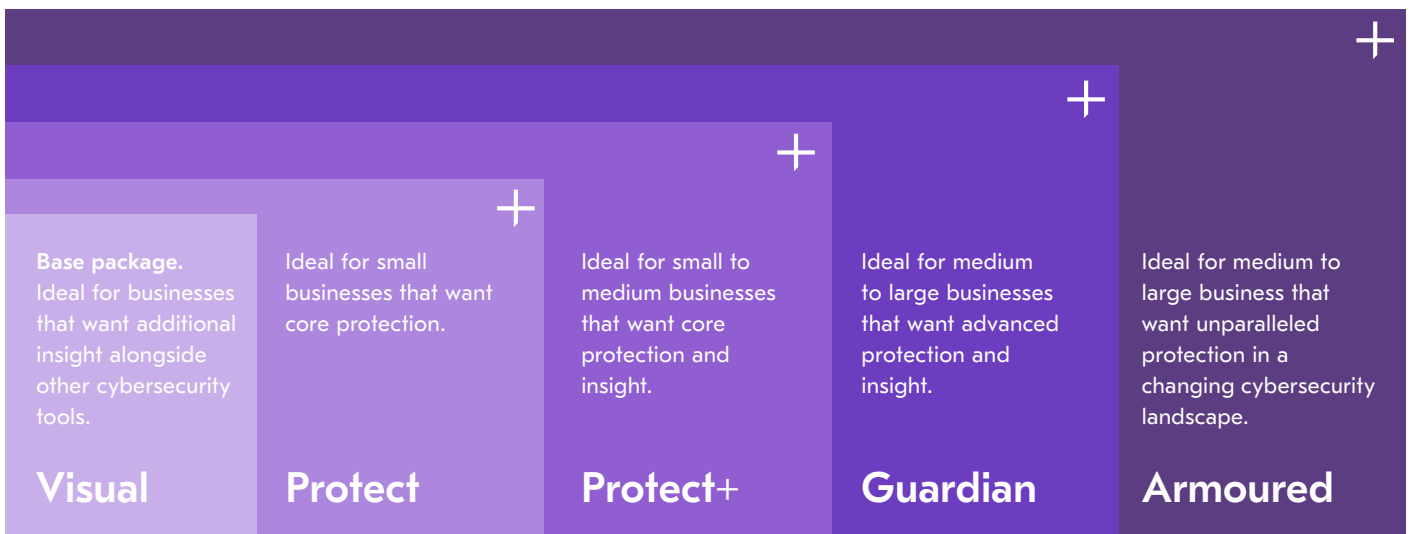 Base package.
Ideal for businesses
that want additional
insight alongside
other cybersecurity
tools.
Visual
Ideal for small
businesses that want
core protection.
Protect
Ideal for small to
medium businesses
that want core
protection and
insight.
Protect+
Ideal for medium
to large businesses
that want advanced
protection and
insight.
Guardian
Ideal for medium to
large business that
want unparalleled
protection in a
changing cybersecurity
landscape.
Armoured